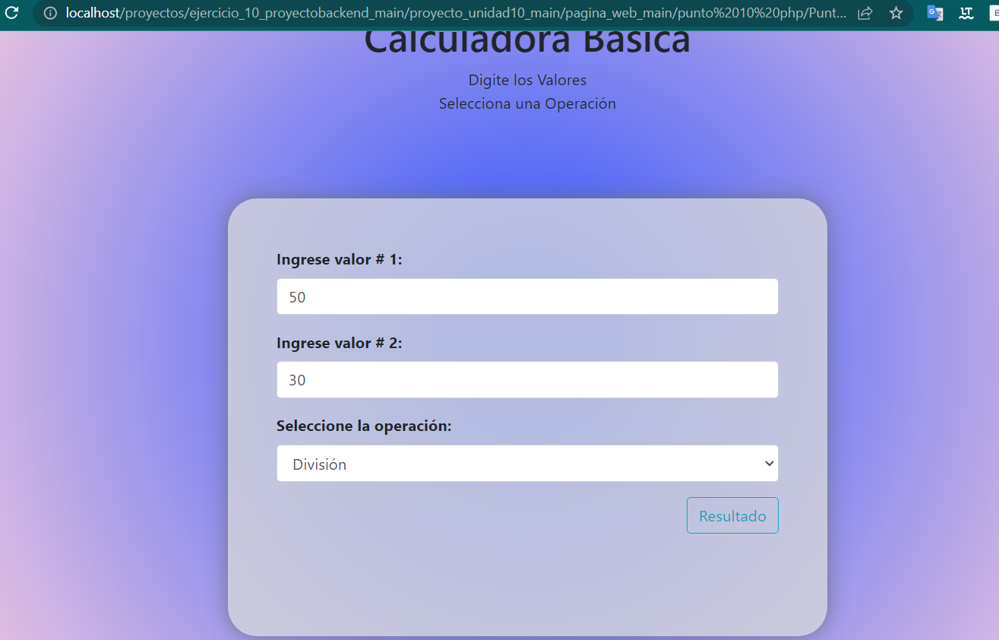 localhost/proyectos/ejercicio_10_proyectobackend_main/proyecto_unidad10_main/pagina_web_main/punto%2010%20php/Punt...
Calculadora Básica
Digite los Valores
Selecciona una Operación
Ingrese valor # 1:
50
Ingrese valor # 2:
30
Seleccione la operación:
División
Resultado